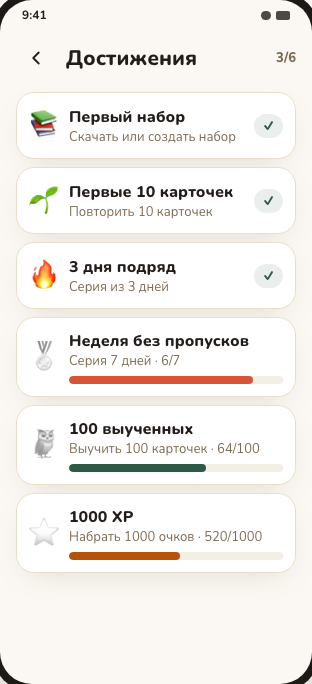 9:41
Достижения
3/6
Первый набор
Скачать или создать набор
Первые 10 карточек
Повторить 10 карточек
3 дня подряд
Серия из 3 дней
Неделя без пропусков
Серия 7 дней · 6/7
100 выученных
Выучить 100 карточек · 64/100
1000 XP
Набрать 1000 очков · 520/1000